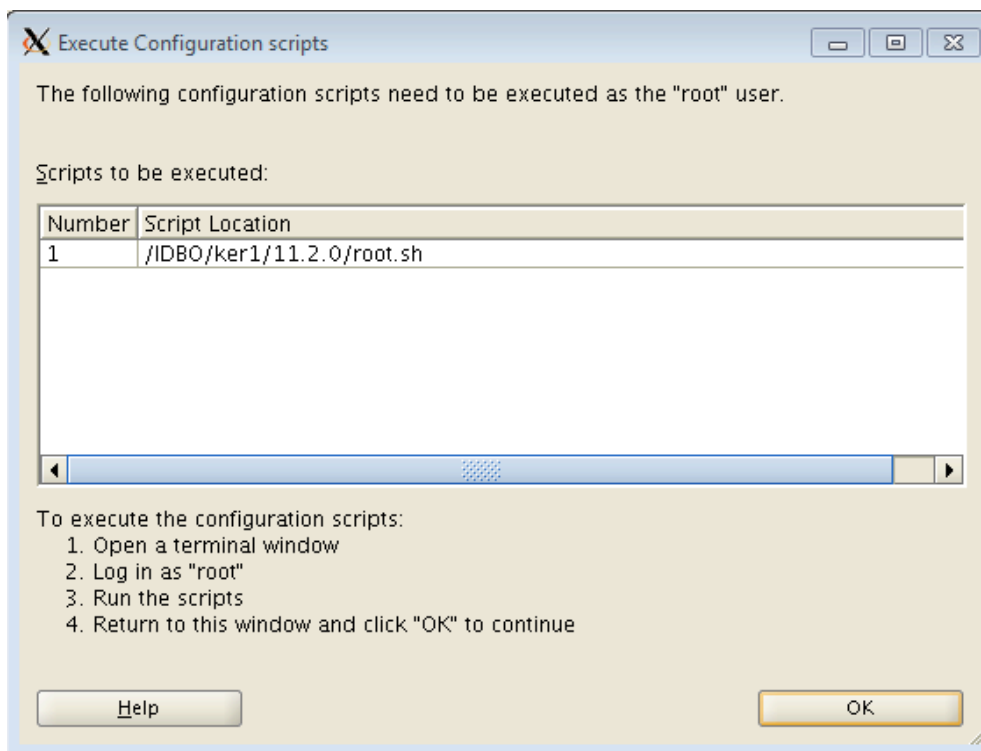 Execute Configuration scripts
The following configuration scripts need to be executed as the "root" user.
Scripts to be executed:
Number Script Location
1 /IDBO/ker1/11.2.0/root.sh
To execute the configuration scripts:
1. Open a terminal window
2. Log in as "root"
3. Run the scripts
4. Return to this window and click "OK" to continue
Help OK